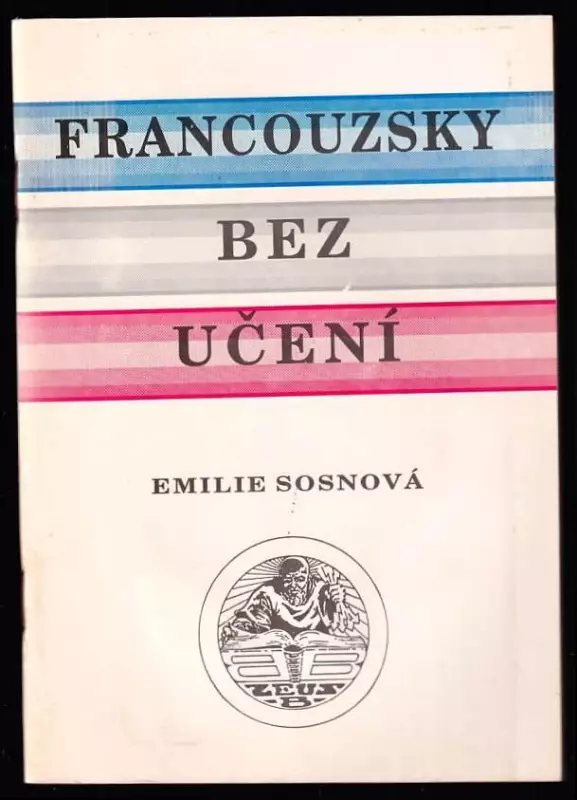 FRANCOUZSKY
BEZ
UČENÍ
EMILIE SOSNOVÁ
ZEUS
-B-